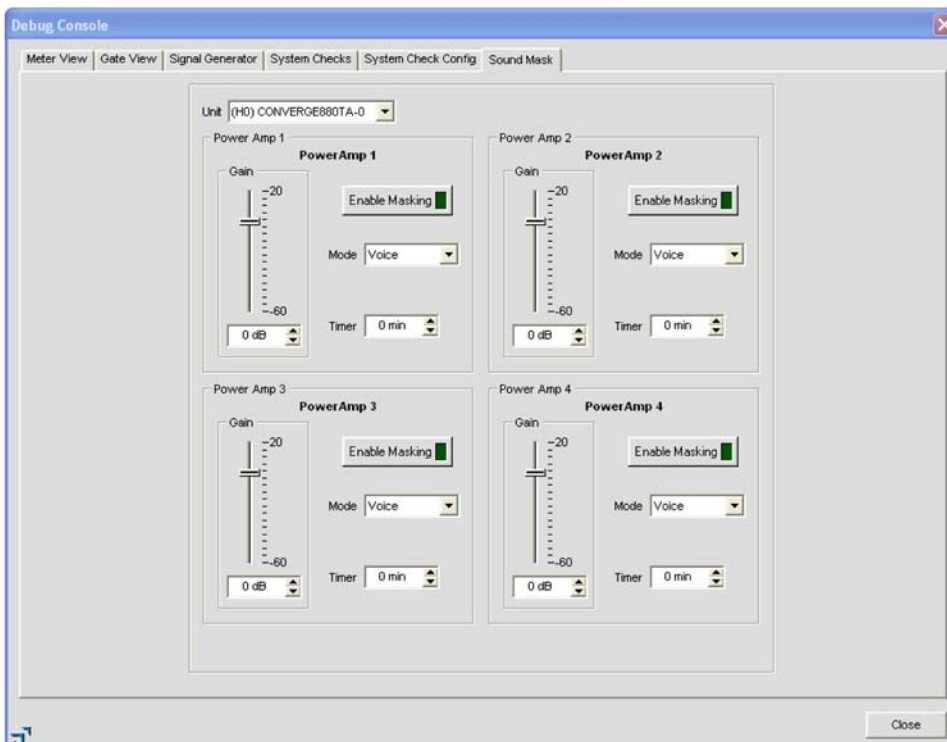 Debug Console
Meter View Gate View Signal Generator System Checks System Check Config Sound Mask
Unit (H0) CONVERGE880TA-0
Power Amp 1
PowerAmp 1
Gain
-20
Enable Masking
Mode Voice
--60
0 dB
Timer 0 min
Power Amp 2
PowerAmp 2
Gain
-20
Enable Masking
Mode Voice
--60
0 dB
Timer 0 min
Power Amp 3
PowerAmp 3
Gain
-20
Enable Masking
Mode Voice
--60
0 dB
Timer 0 min
Power Amp 4
PowerAmp 4
Gain
-20
Enable Masking
Mode Voice
--60
0 dB
Timer 0 min
Close